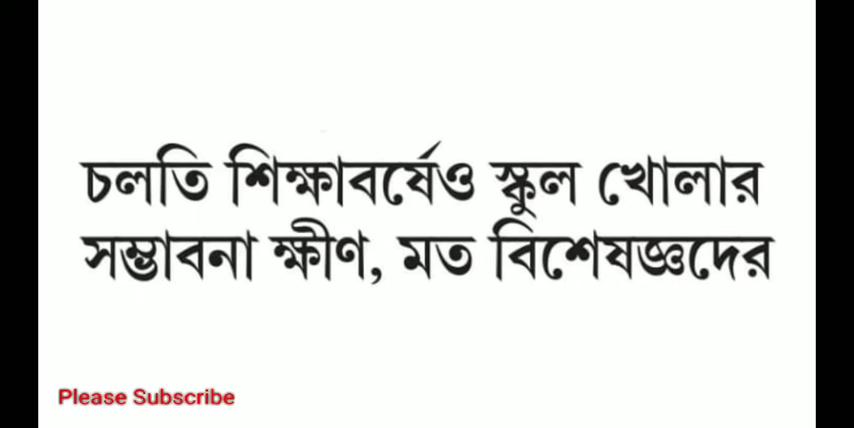 চলতি শিক্ষাবর্ষেও স্কুল খোলার
সম্ভাবনা ক্ষীণ, মত বিশেষজ্ঞদের
Please Subscribe